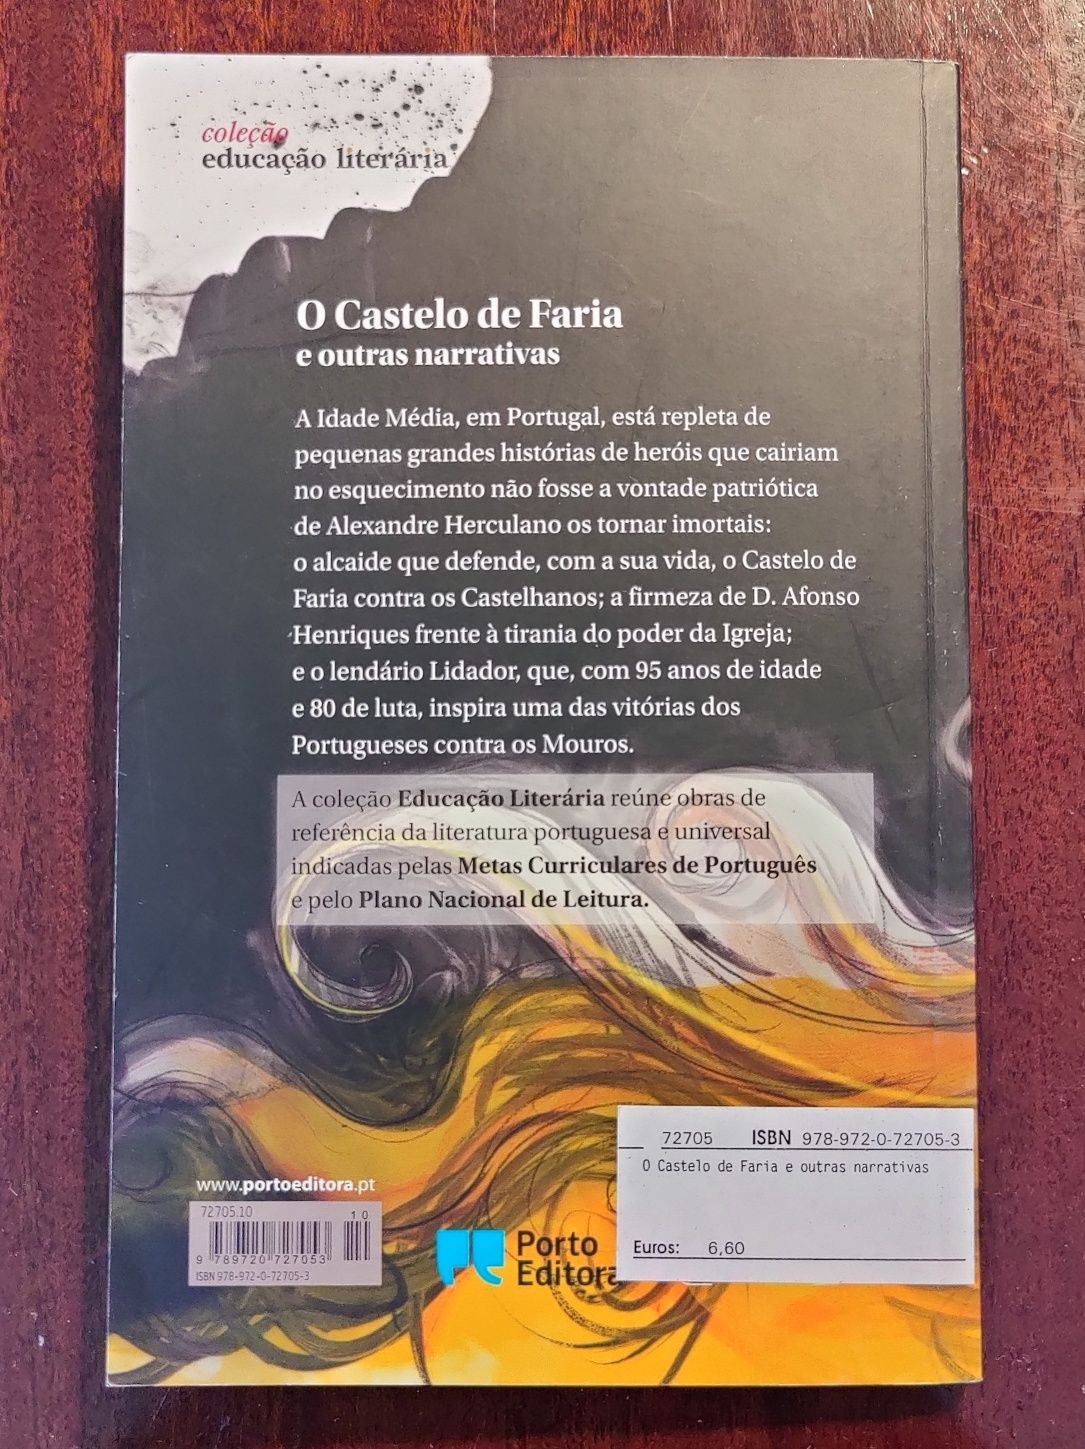 coleção
educação literária
O Castelo de Faria
e outras narrativas
A Idade Média, em Portugal, está repleta de
pequenas grandes histórias de heróis que cairiam
no esquecimento não fosse a vontade patriótica
de Alexandre Herculano os tornar imortais:
o alcaide que defende, com a sua vida, o Castelo de
Faria contra os Castelhanos; a firmeza de D. Afonso
Henriques frente à tirania do poder da Igreja;
e o lendário Lidador, que, com 95 anos de idade
e 80 de luta, inspira uma das vitórias dos
Portugueses contra os Mouros.
A coleção Educação Literária reúne obras de
referência da literatura portuguesa e universal
indicadas pelas Metas Curriculares de Português
e pelo Plano Nacional de Leitura.
72705 ISBN 978-972-0-72705-3
O Castelo de Faria e outras narrativas
Euros: 6,60
www.portoeditora.pt
72705.10
10
9 789720 727053
ISBN 978-972-0-72705-3
Porto
Editora